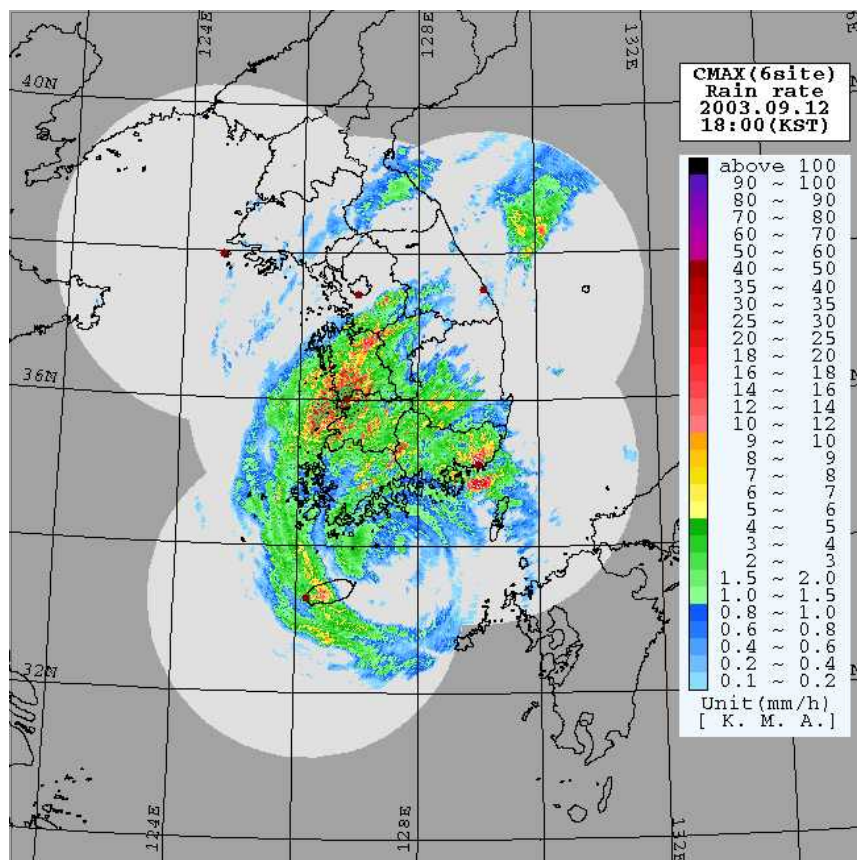 124E
128E
132E
6E
40N
CMAX(6site)
Rain rate
2003.09.12
18:00(KST)
above 100
90 ~ 100
80 ~ 90
70 ~ 80
60 ~ 70
50 ~ 60
40 ~ 50
35 ~ 40
30 ~ 35
25 ~ 30
20 ~ 25
18 ~ 20
16 ~ 18
14 ~ 16
12 ~ 14
10 ~ 12
9 ~ 10
8 ~ 9
7 ~ 8
6 ~ 7
5 ~ 6
4 ~ 5
3 ~ 4
2 ~ 3
1.5 ~ 2.0
1.0 ~ 1.5
0.8 ~ 1.0
0.6 ~ 0.8
0.4 ~ 0.6
0.2 ~ 0.4
0.1 ~ 0.2
Unit(mm/h)
[ K. M. A.]
36N
32N
124E
128E
132E